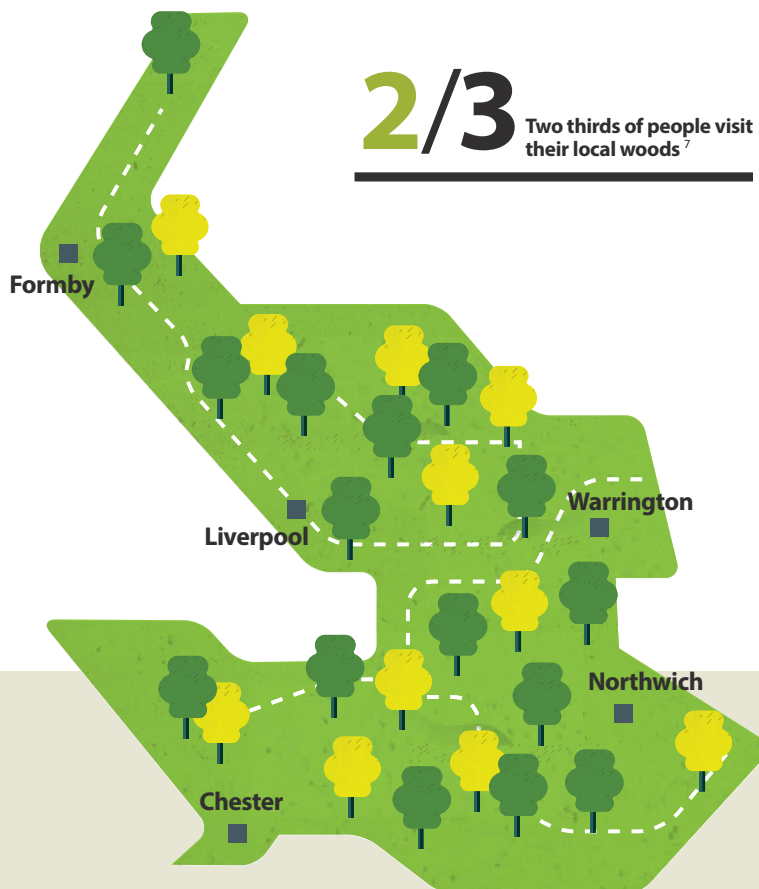 2/3 Two thirds of people visit
their local woods 7
Formby
Warrington
Liverpool
Northwich
Chester